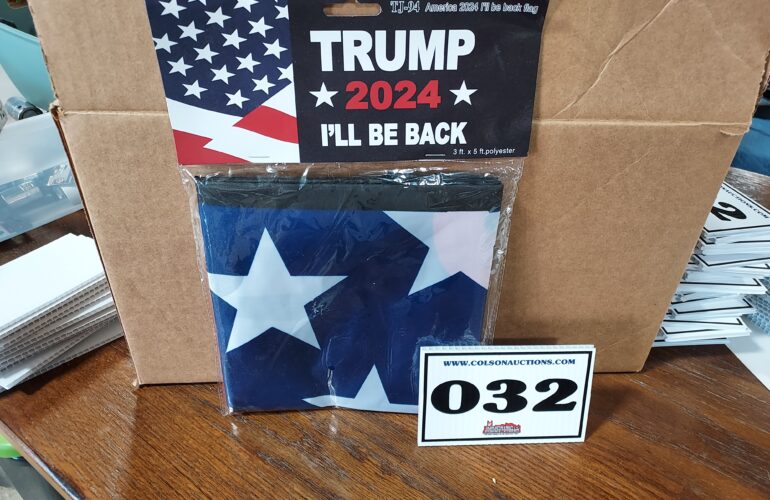 TJ-94 America 2024 I'll be back flag
TRUMP
2024
I'LL BE BACK
3 ft. x 5 ft.polyester
WWW.COLSONAUCTIONS.COM
032
2